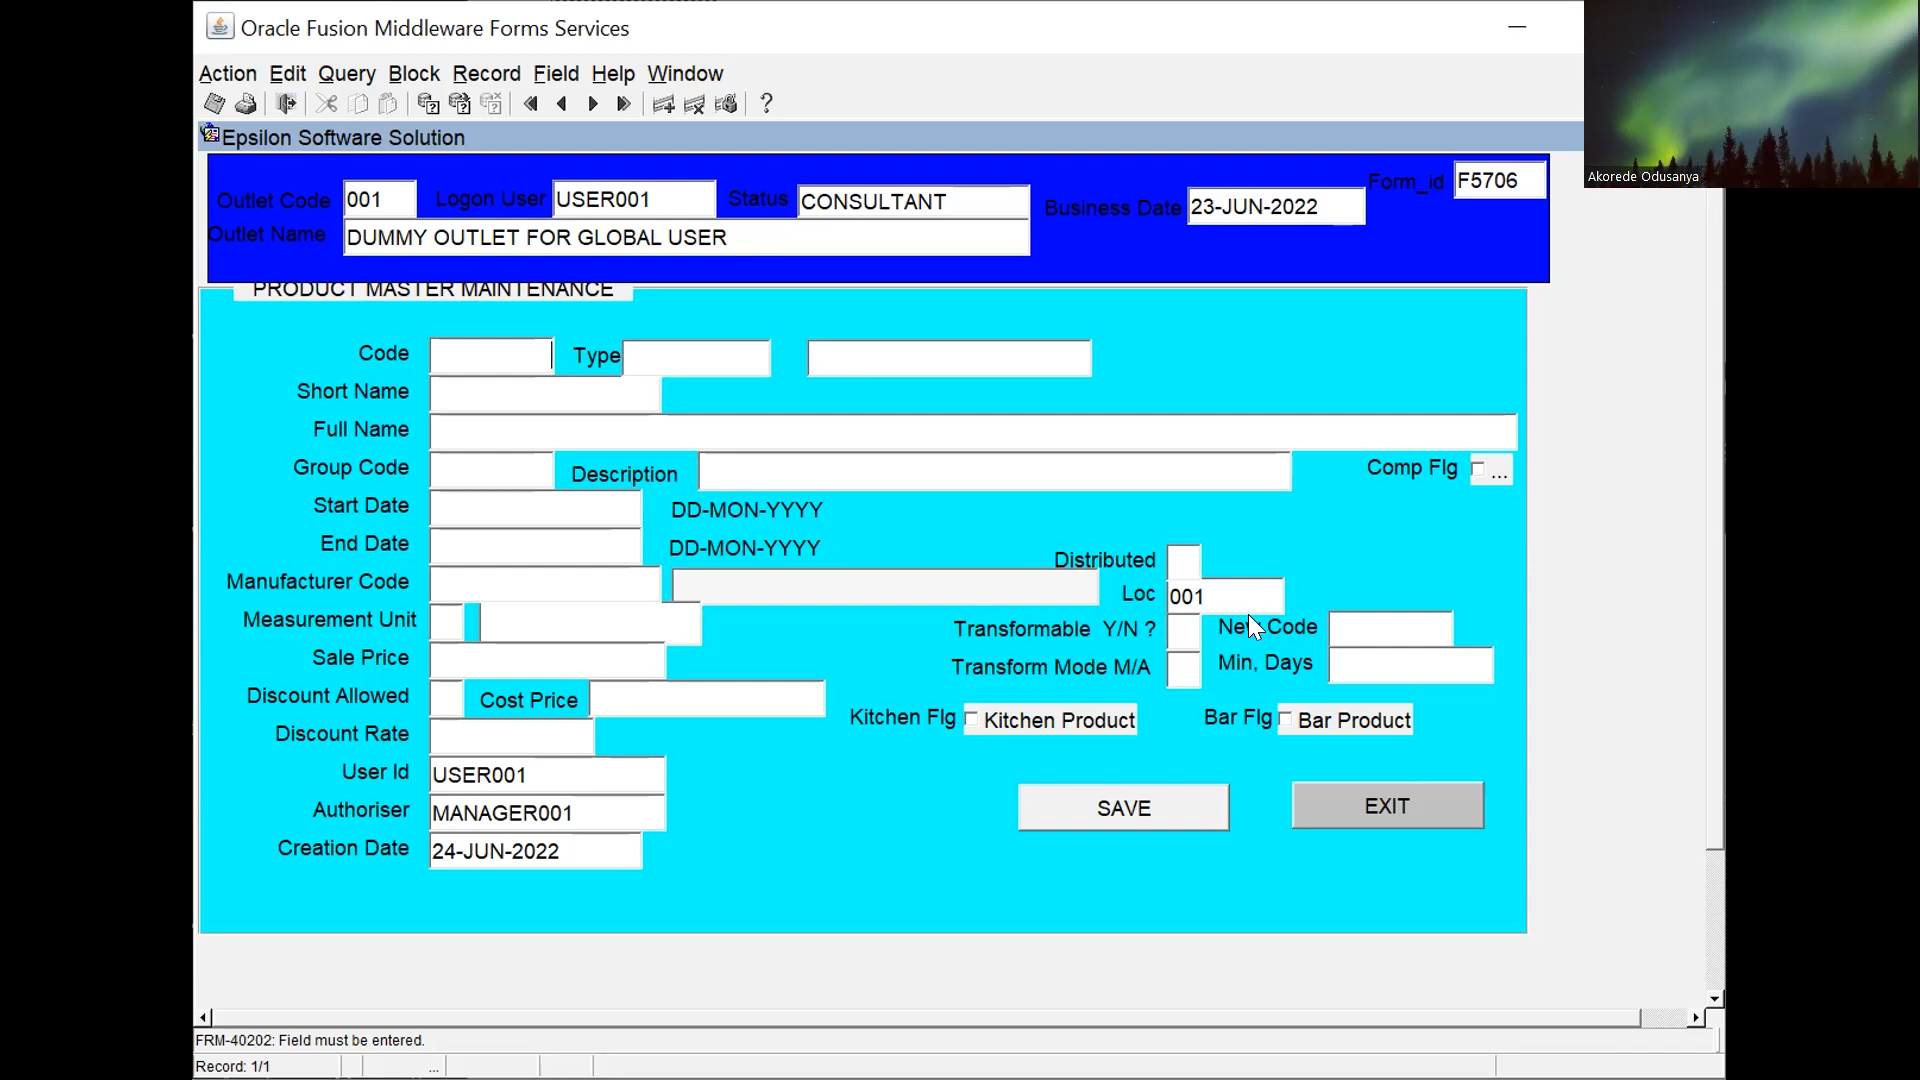 Oracle Fusion Middleware Forms Services
Action Edit Query Block Record Field Help Window
?
Epsilon Software Solution
Akorede Odusanya
Outlet Code 001 Logon User USER001 Status CONSULTANT Business Date 23-JUN-2022 Form_id F5706
Outlet Name DUMMY OUTLET FOR GLOBAL USER
PRODUCT MASTER MAINTENANCE
Code Type
Short Name
Full Name
Group Code Description Comp Flg ...
Start Date DD-MON-YYYY
End Date DD-MON-YYYY
Distributed
Manufacturer Code Loc 001
Measurement Unit Transformable Y/N ? New Code
Sale Price Transform Mode M/A Min, Days
Discount Allowed Cost Price
Kitchen Flg Kitchen Product Bar Flg Bar Product
Discount Rate
User Id USER001
Authoriser MANAGER001
SAVE EXIT
Creation Date 24-JUN-2022
FRM-40202: Field must be entered.
Record: 1/1 ...